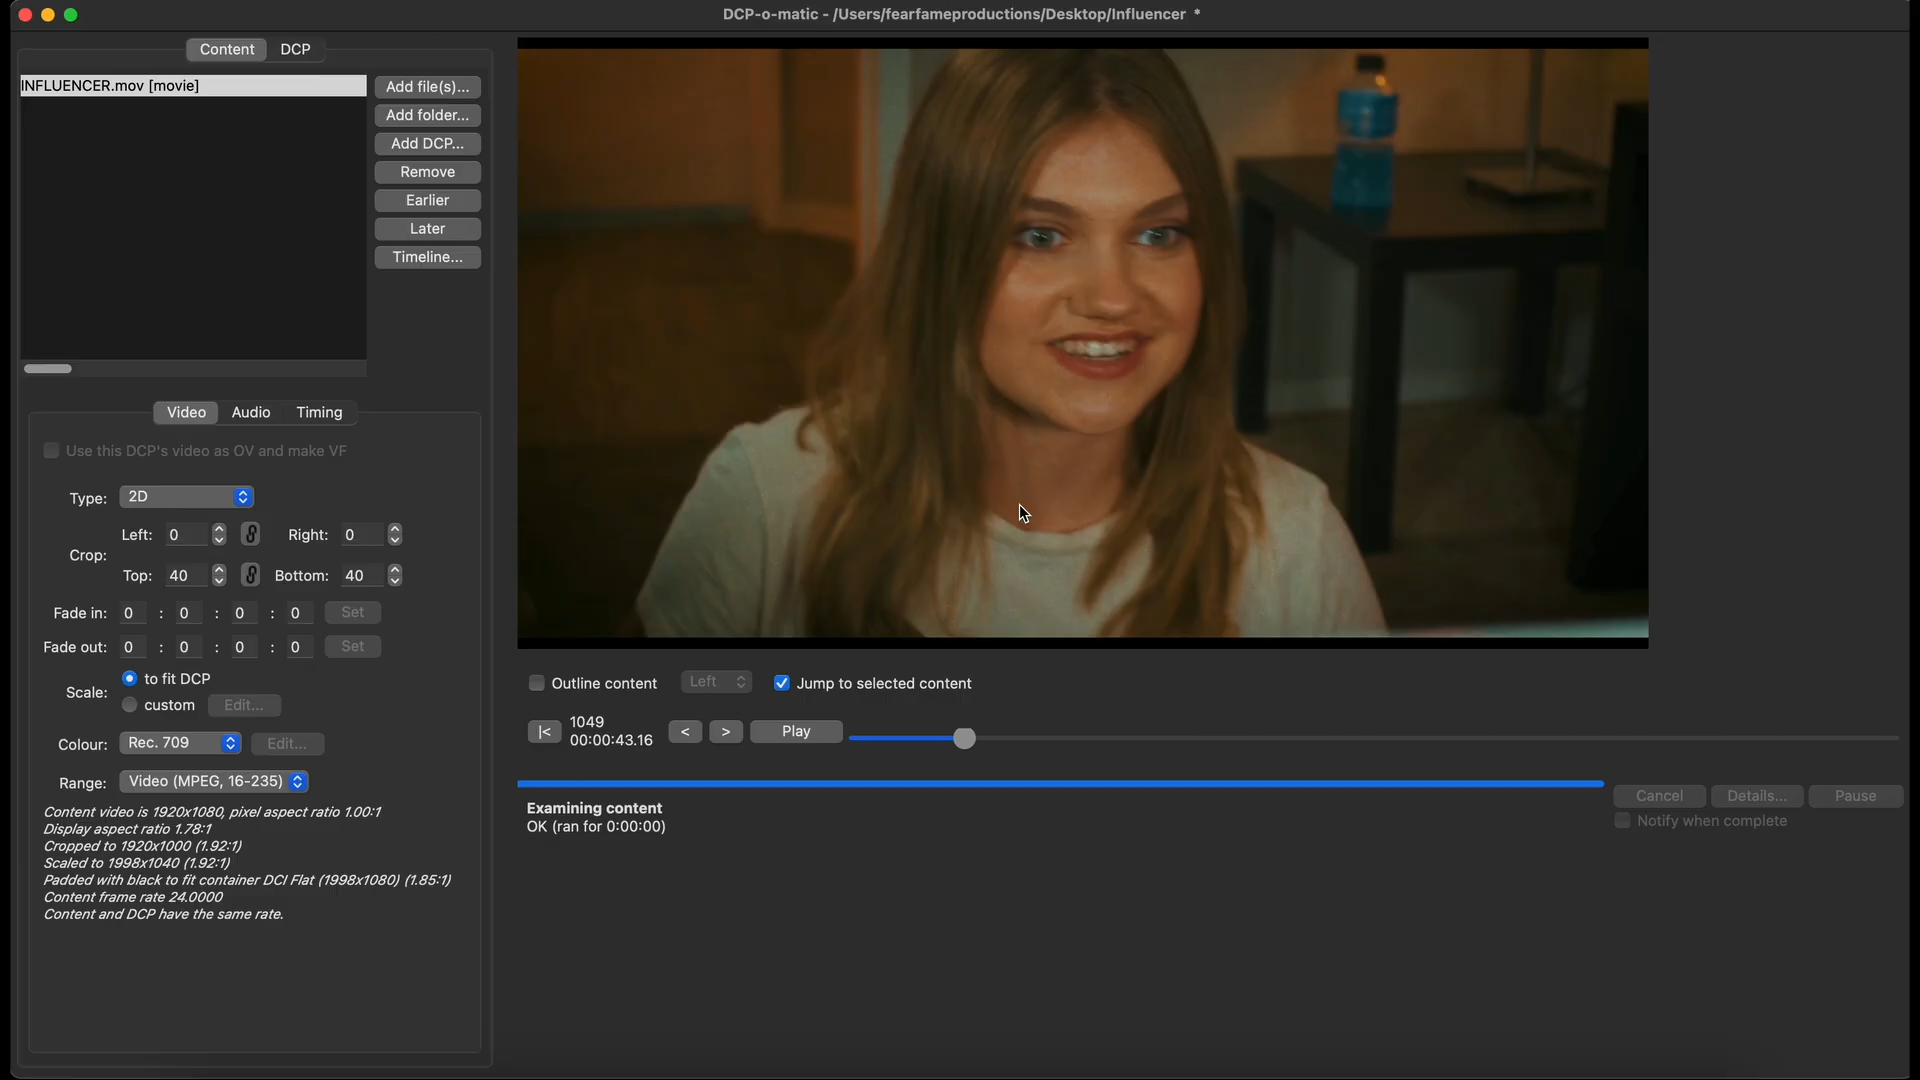 DCP-o-matic - /Users/fearfameproductions/Desktop/Influencer *
Content DCP
INFLUENCER.mov [movie]
Add file(s)...
Add folder...
Add DCP...
Remove
Earlier
Later
Timeline...
Video Audio Timing
Use this DCP's video as OV and make VF
Type: 2D
Crop: Left: 0 Right: 0
Top: 40 Bottom: 40
Fade in: 0 : 0 : 0 : 0 Set
Fade out: 0 : 0 : 0 : 0 Set
Scale: to fit DCP
custom Edit...
Colour: Rec. 709 Edit...
Range: Video (MPEG, 16-235)
Content video is 1920x1080, pixel aspect ratio 1.00:1
Display aspect ratio 1.78:1
Cropped to 1920x1000 (1.92:1)
Scaled to 1998x1040 (1.92:1)
Padded with black to fit container DCI Flat (1998x1080) (1.85:1)
Content frame rate 24.0000
Content and DCP have the same rate.
Outline content Left Jump to selected content
|< 1049
00:00:43.16 < > Play
Examining content
OK (ran for 0:00:00)
Cancel Details... Pause
Notify when complete